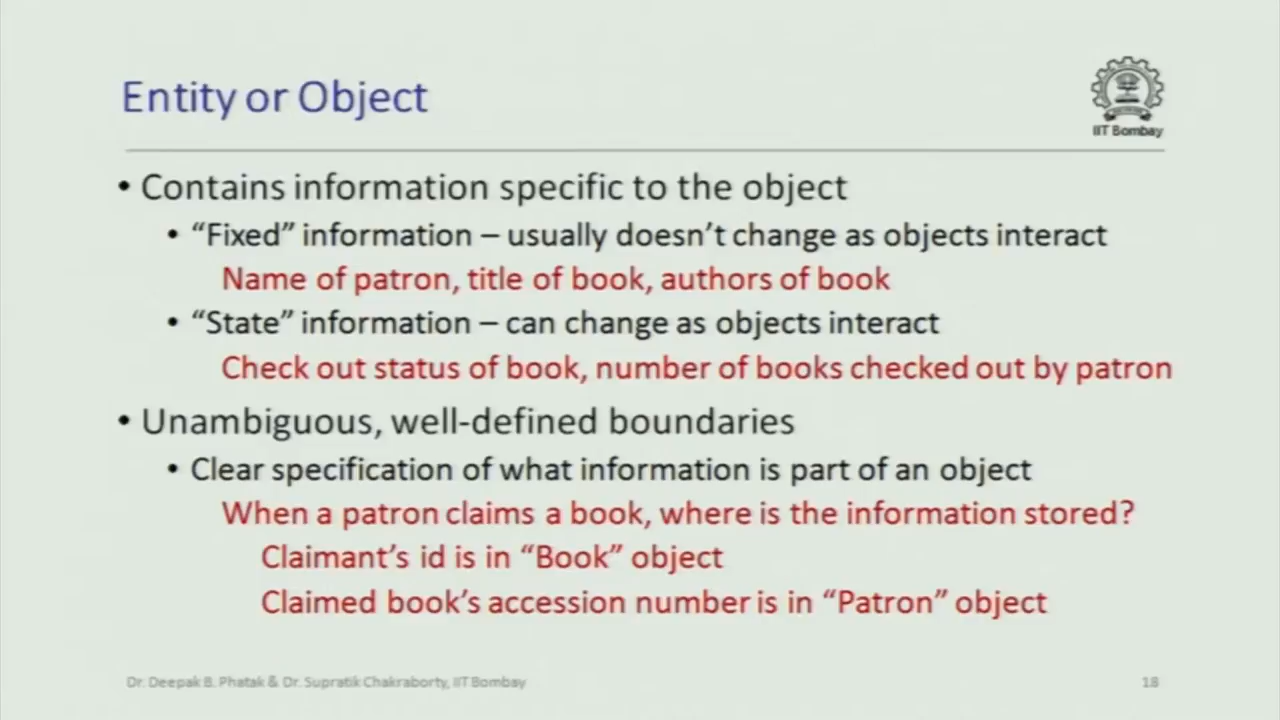 Entity or Object
IIT Bombay
• Contains information specific to the object
• “Fixed” information – usually doesn’t change as objects interact
Name of patron, title of book, authors of book
• “State” information – can change as objects interact
Check out status of book, number of books checked out by patron
• Unambiguous, well-defined boundaries
• Clear specification of what information is part of an object
When a patron claims a book, where is the information stored?
Claimant’s id is in “Book” object
Claimed book’s accession number is in “Patron” object
Dr. Deepak B. Phatak & Dr. Supratik Chakraborty, IIT Bombay
18